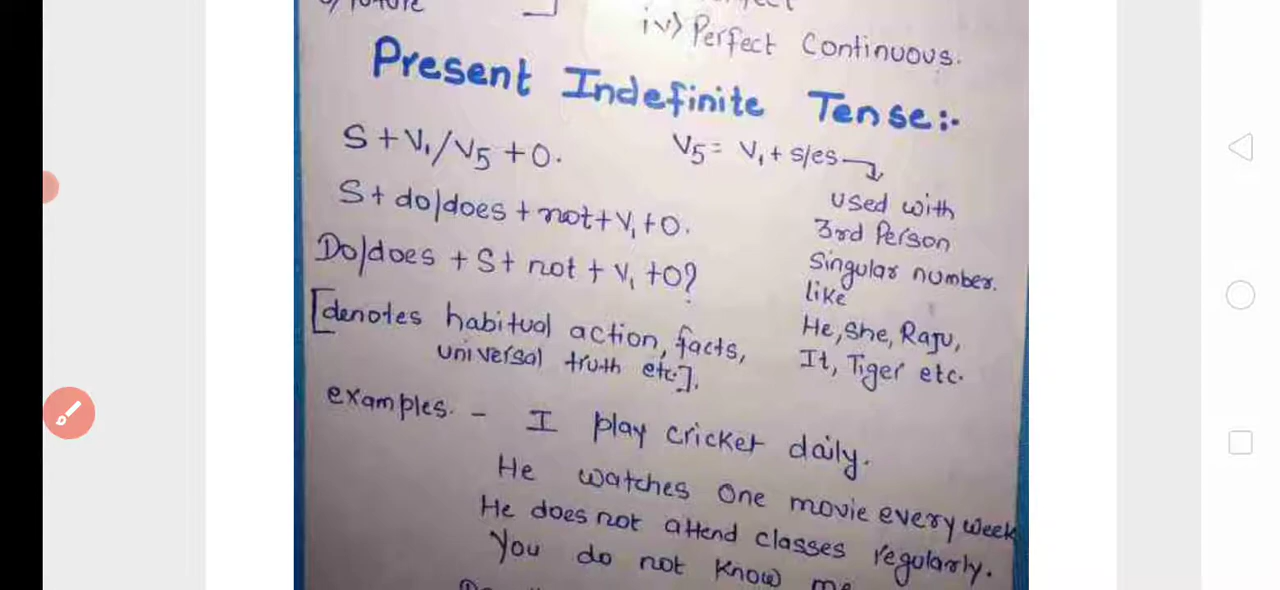 iv) Perfect Continuous.
Present Indefinite Tense:-
S + V₁/V5 + O.
V5 = V₁ + s/es
used with
3rd Person
Singular number.
like
He, She, Raju,
It, Tiger etc.
S + do/does + not + V₁ + O.
Do/does + S + not + V₁ + O?
[denotes habitual action, facts,
universal truth etc.].
examples. - I play cricket daily.
He watches one movie every week
He does not attend classes regularly.
You do not know me